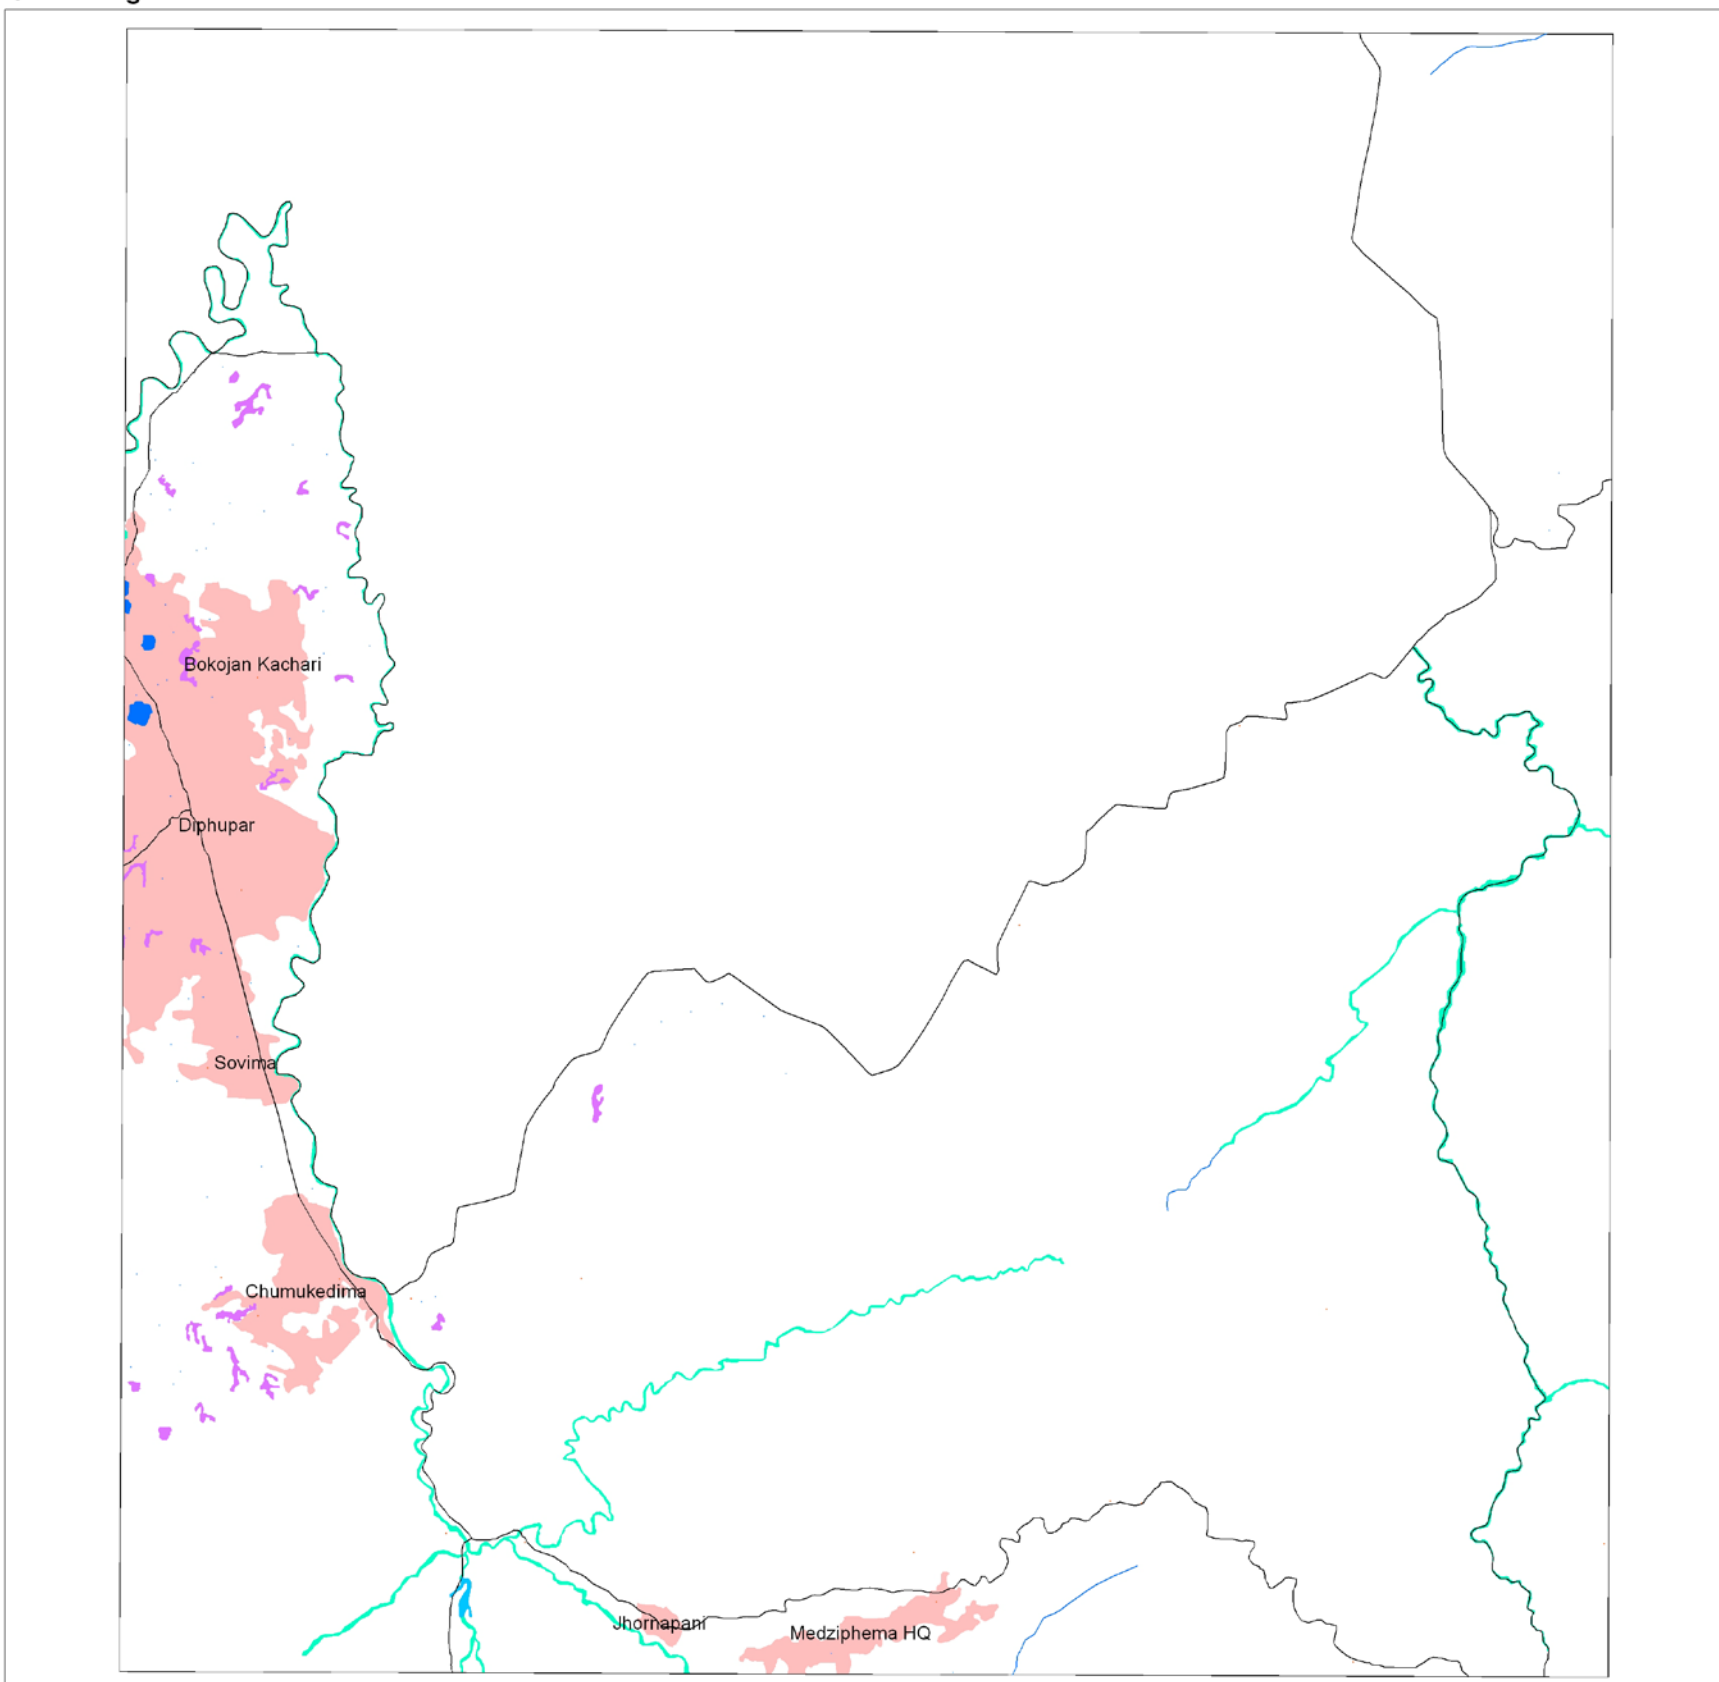 Bokojan Kachari
Diphupar
Sovima
Chumukedima
Jhornapani
Medziphema HQ